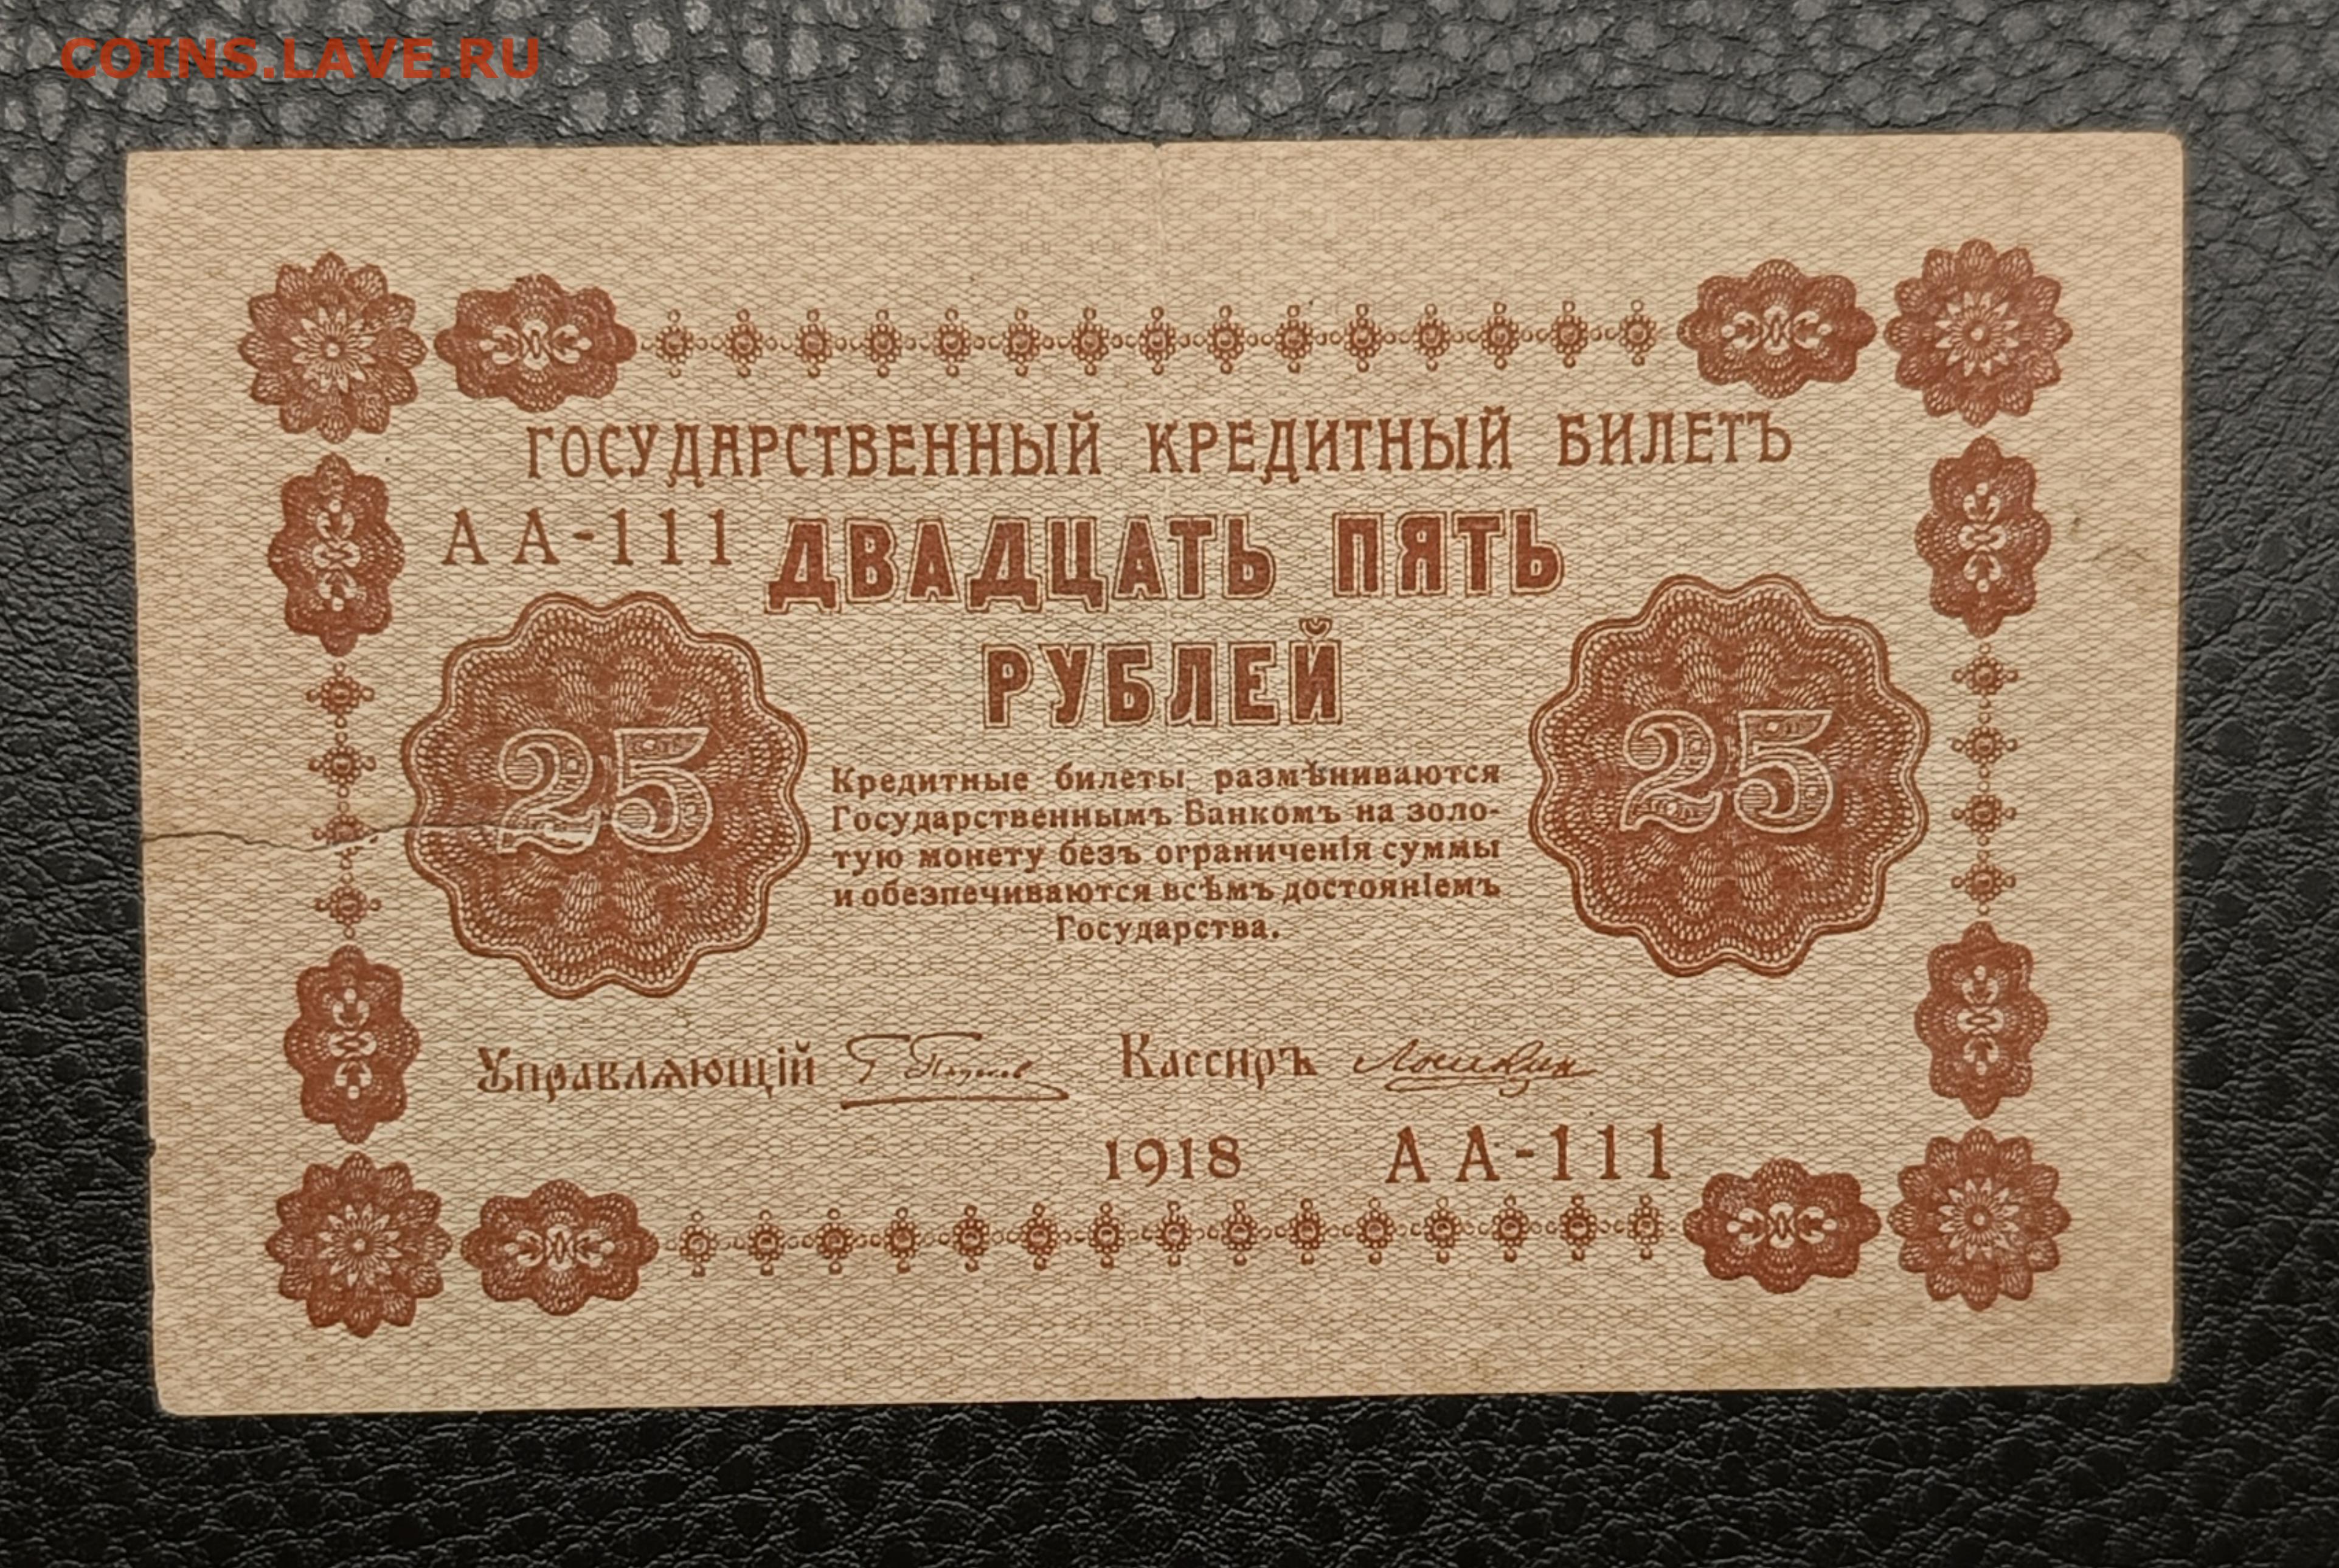 COINS.LAVE.RU
ГОСУДАРСТВЕННЫЙ КРЕДИТНЫЙ БИЛЕТЪ
АА-111
ДВАДЦАТЬ ПЯТЬ
РУБЛЕЙ
25
25
Кредитные билеты размѣниваются
Государственнымъ Банкомъ на золо-
тую монету безъ ограниченія суммы
и обезпечиваются всѣмъ достояніемъ
Государства.
Управляющій Кассиръ
1918 АА-111